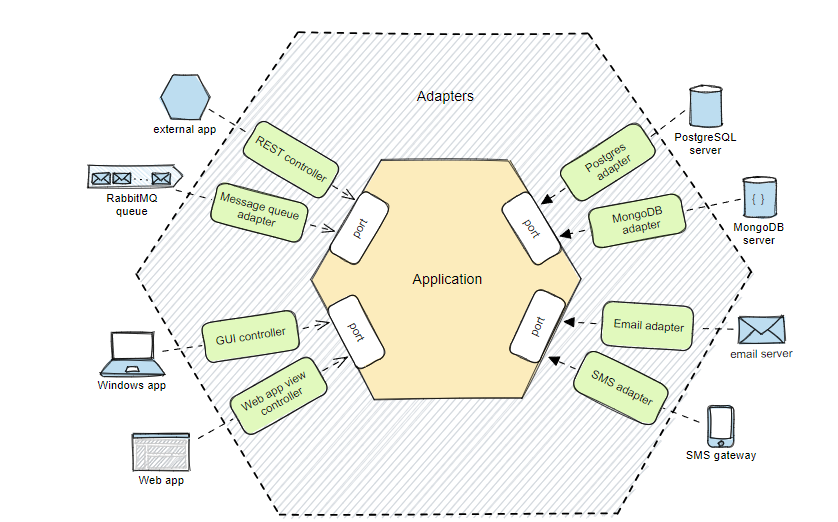 Adapters
external app
REST controller
RabbitMQ
queue
Message queue
adapter
port
GUI controller
Windows app
Web app view
controller
Web app
port
Application
Postgres
adapter
PostgreSQL
server
MongoDB
adapter
{ }
MongoDB
server
port
Email adapter
email server
SMS adapter
SMS gateway
port